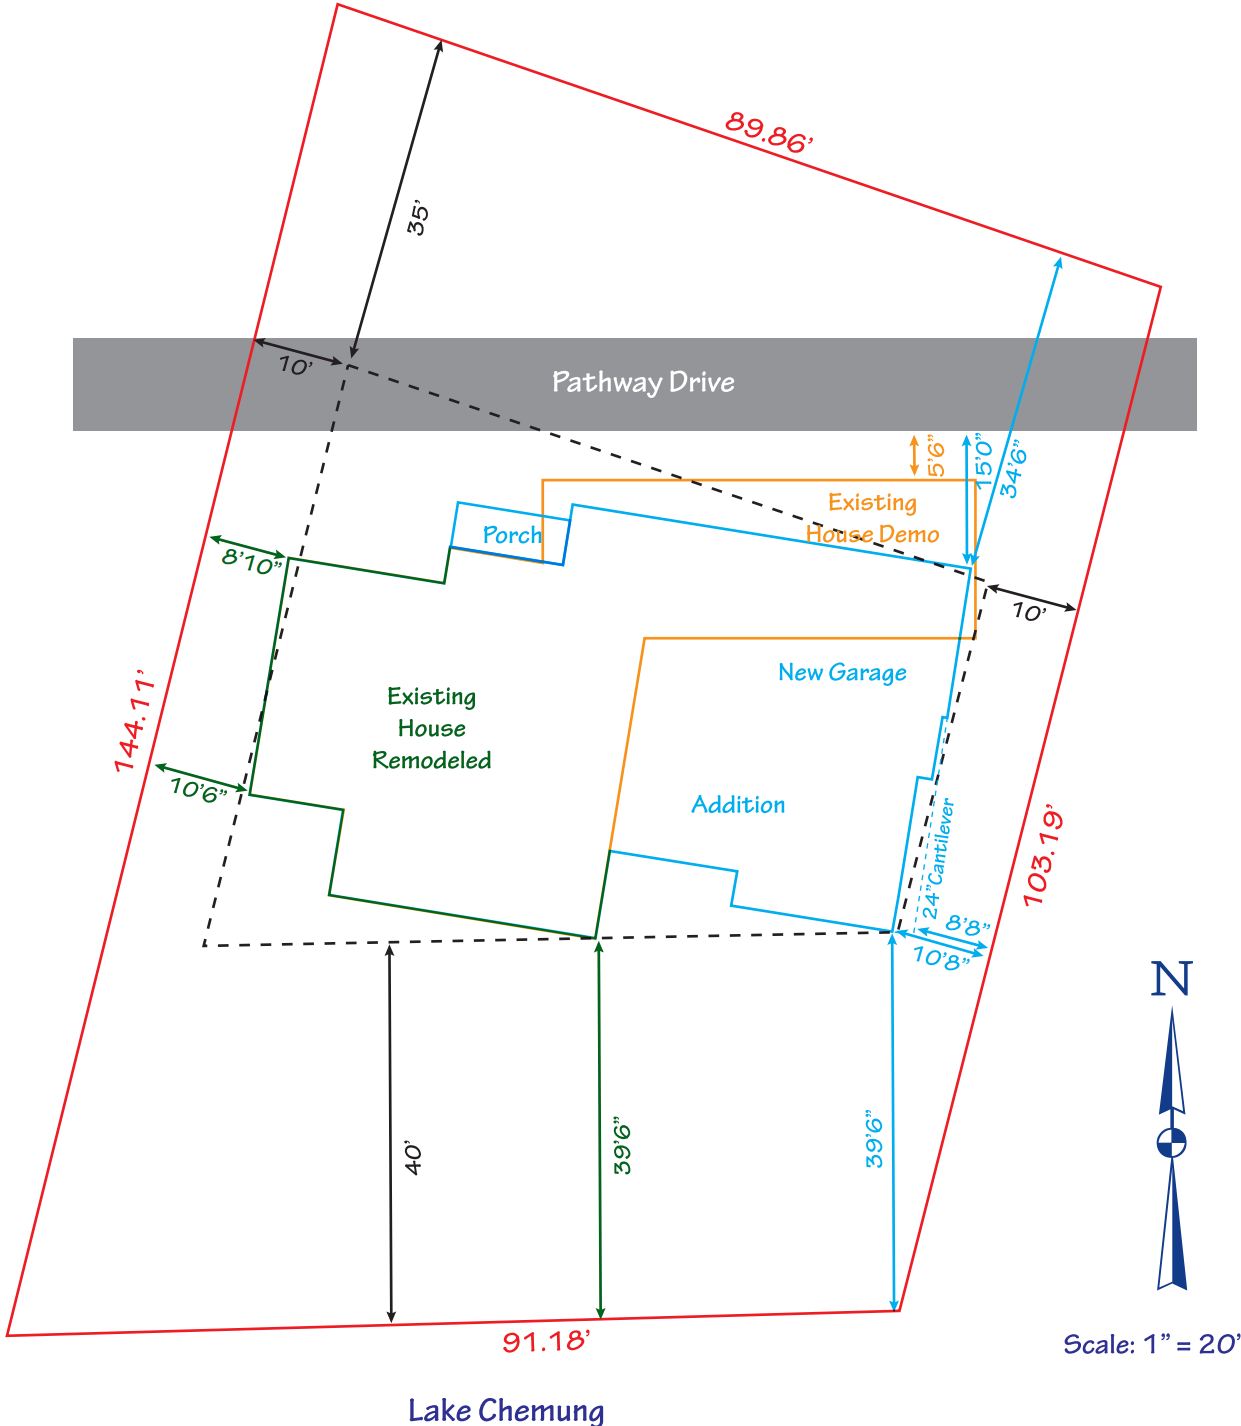 89.86'
35'
10'
Pathway Drive
5'6"
15'0"
34'6"
Existing
House Demo
Porch
8'10"
10'
144.11'
Existing
House
Remodeled
New Garage
10'6"
Addition
24" Cantilever
103.19'
8'8"
10'8"
N
40'
39'6"
39'6"
91.18'
Scale: 1" = 20'
Lake Chemung